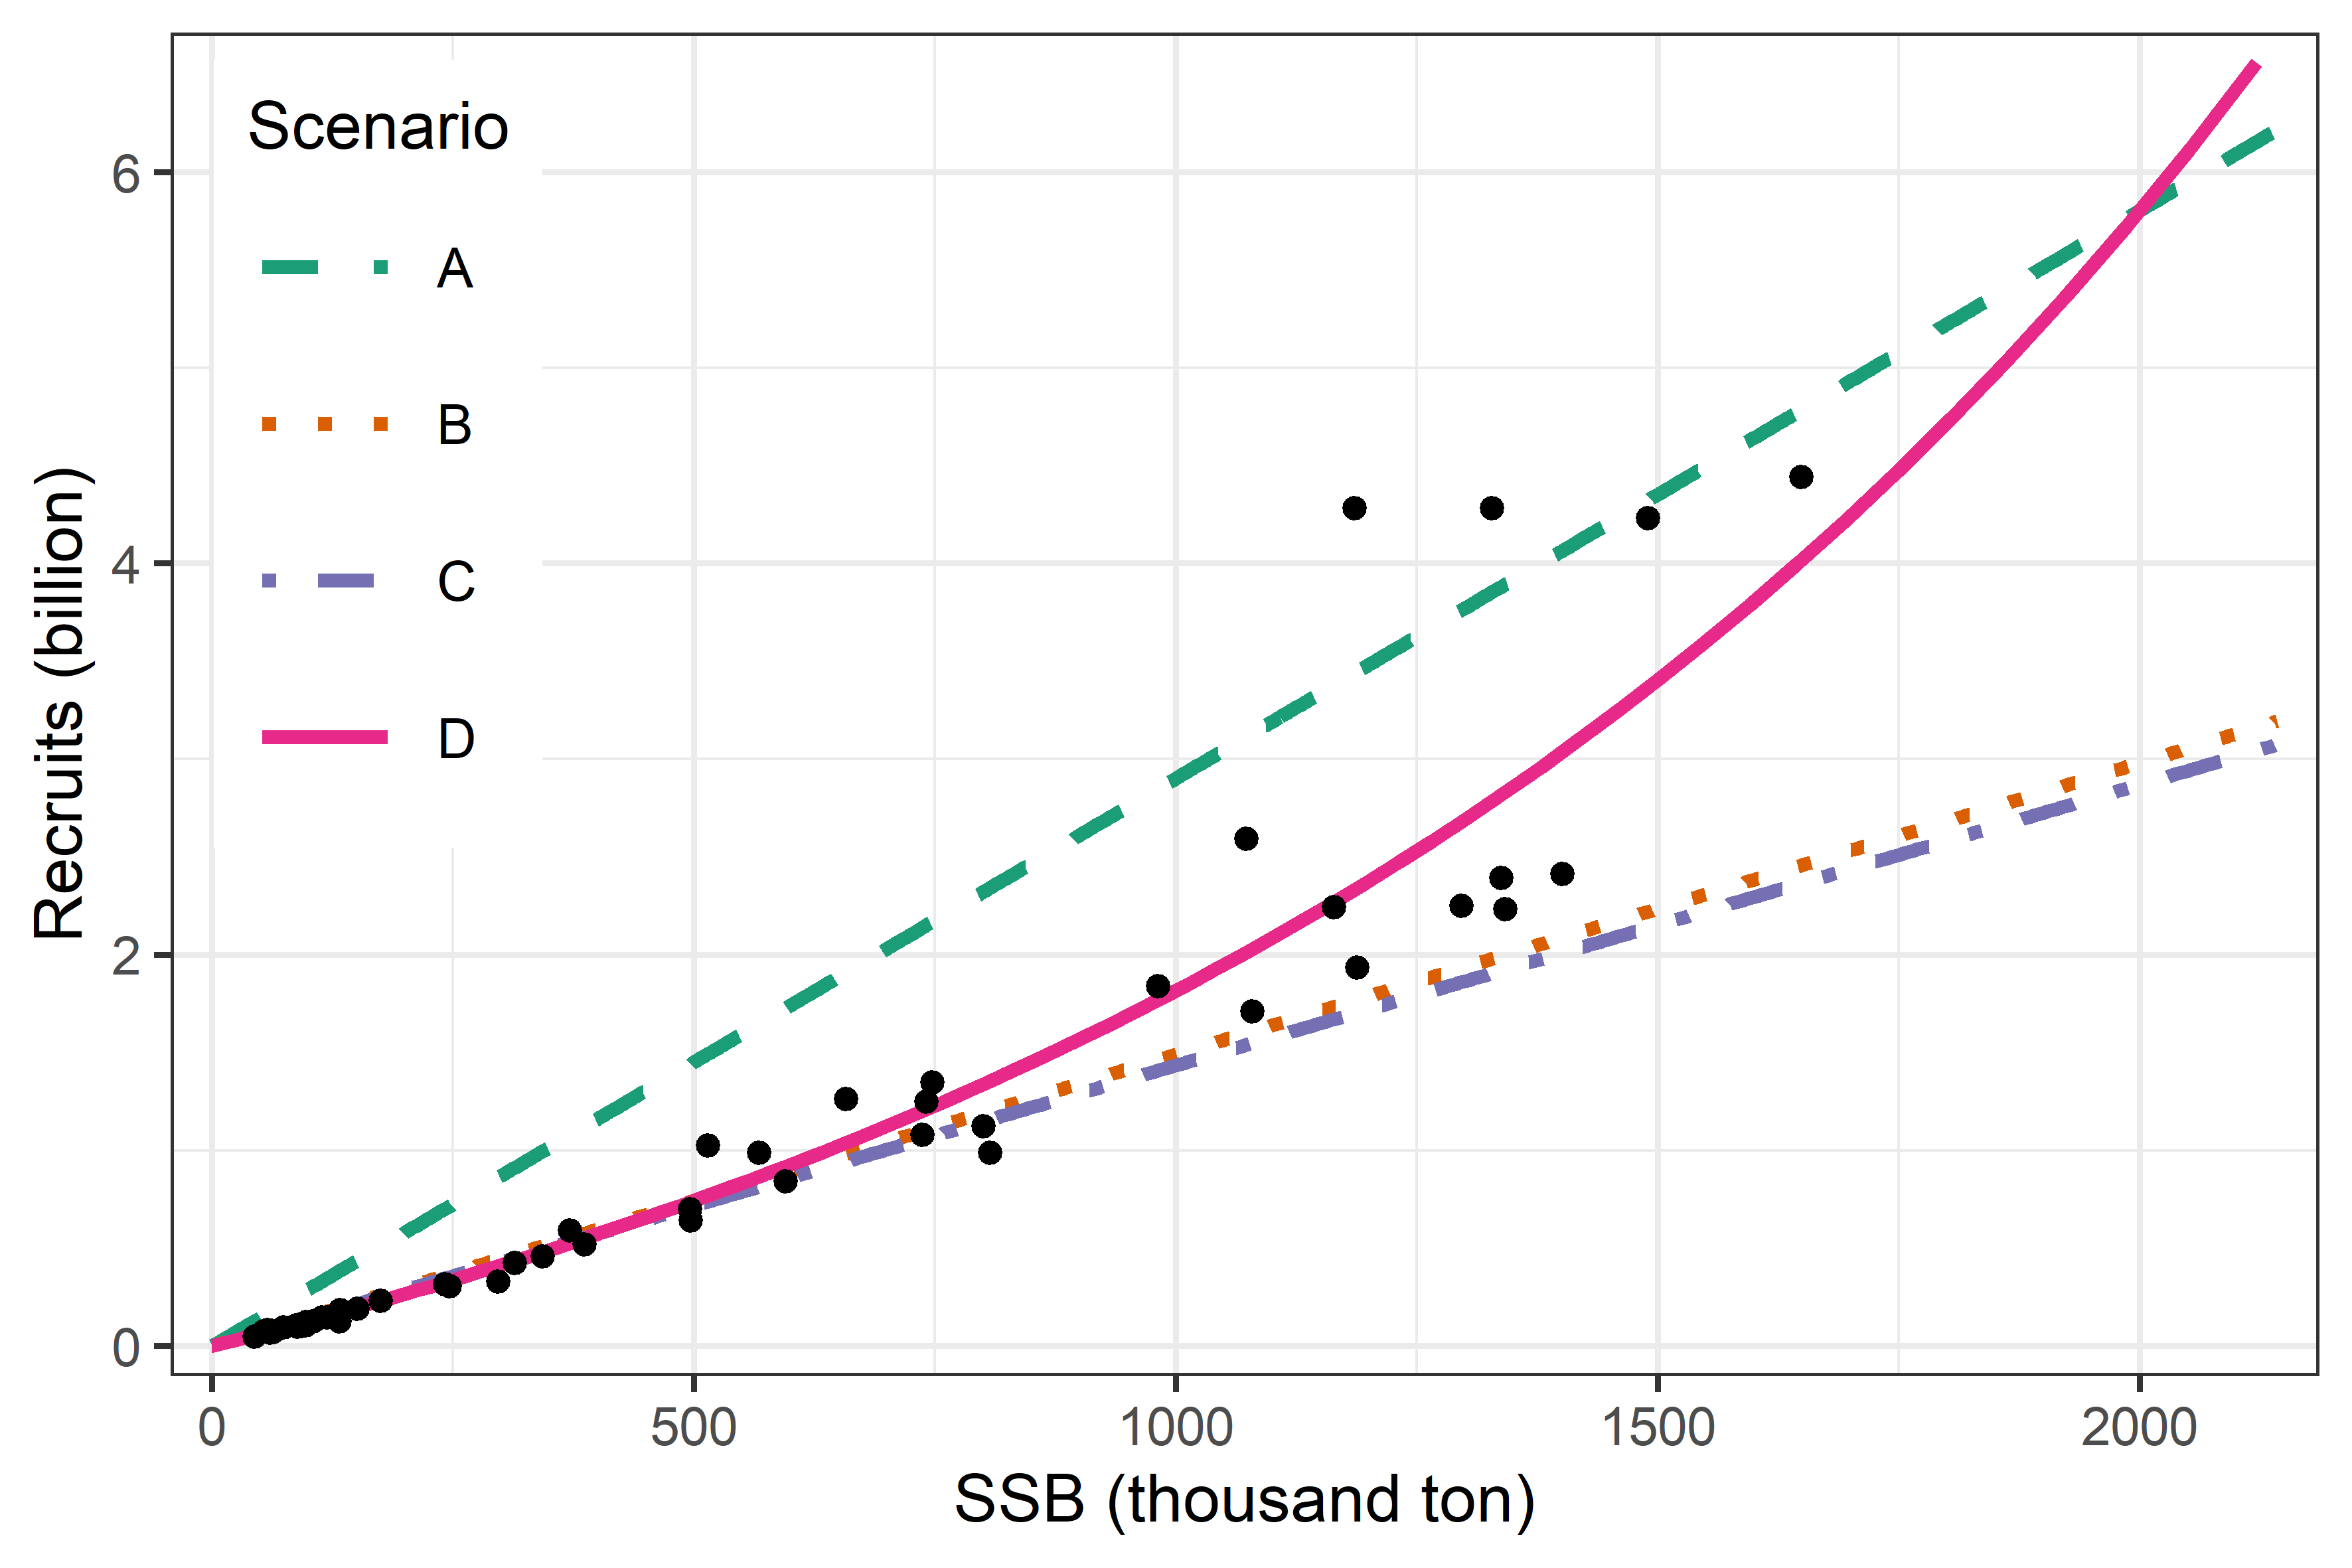 Scenario
A
B
C
D
6
4
2
0
Recruits (billion)
0 500 1000 1500 2000
SSB (thousand ton)